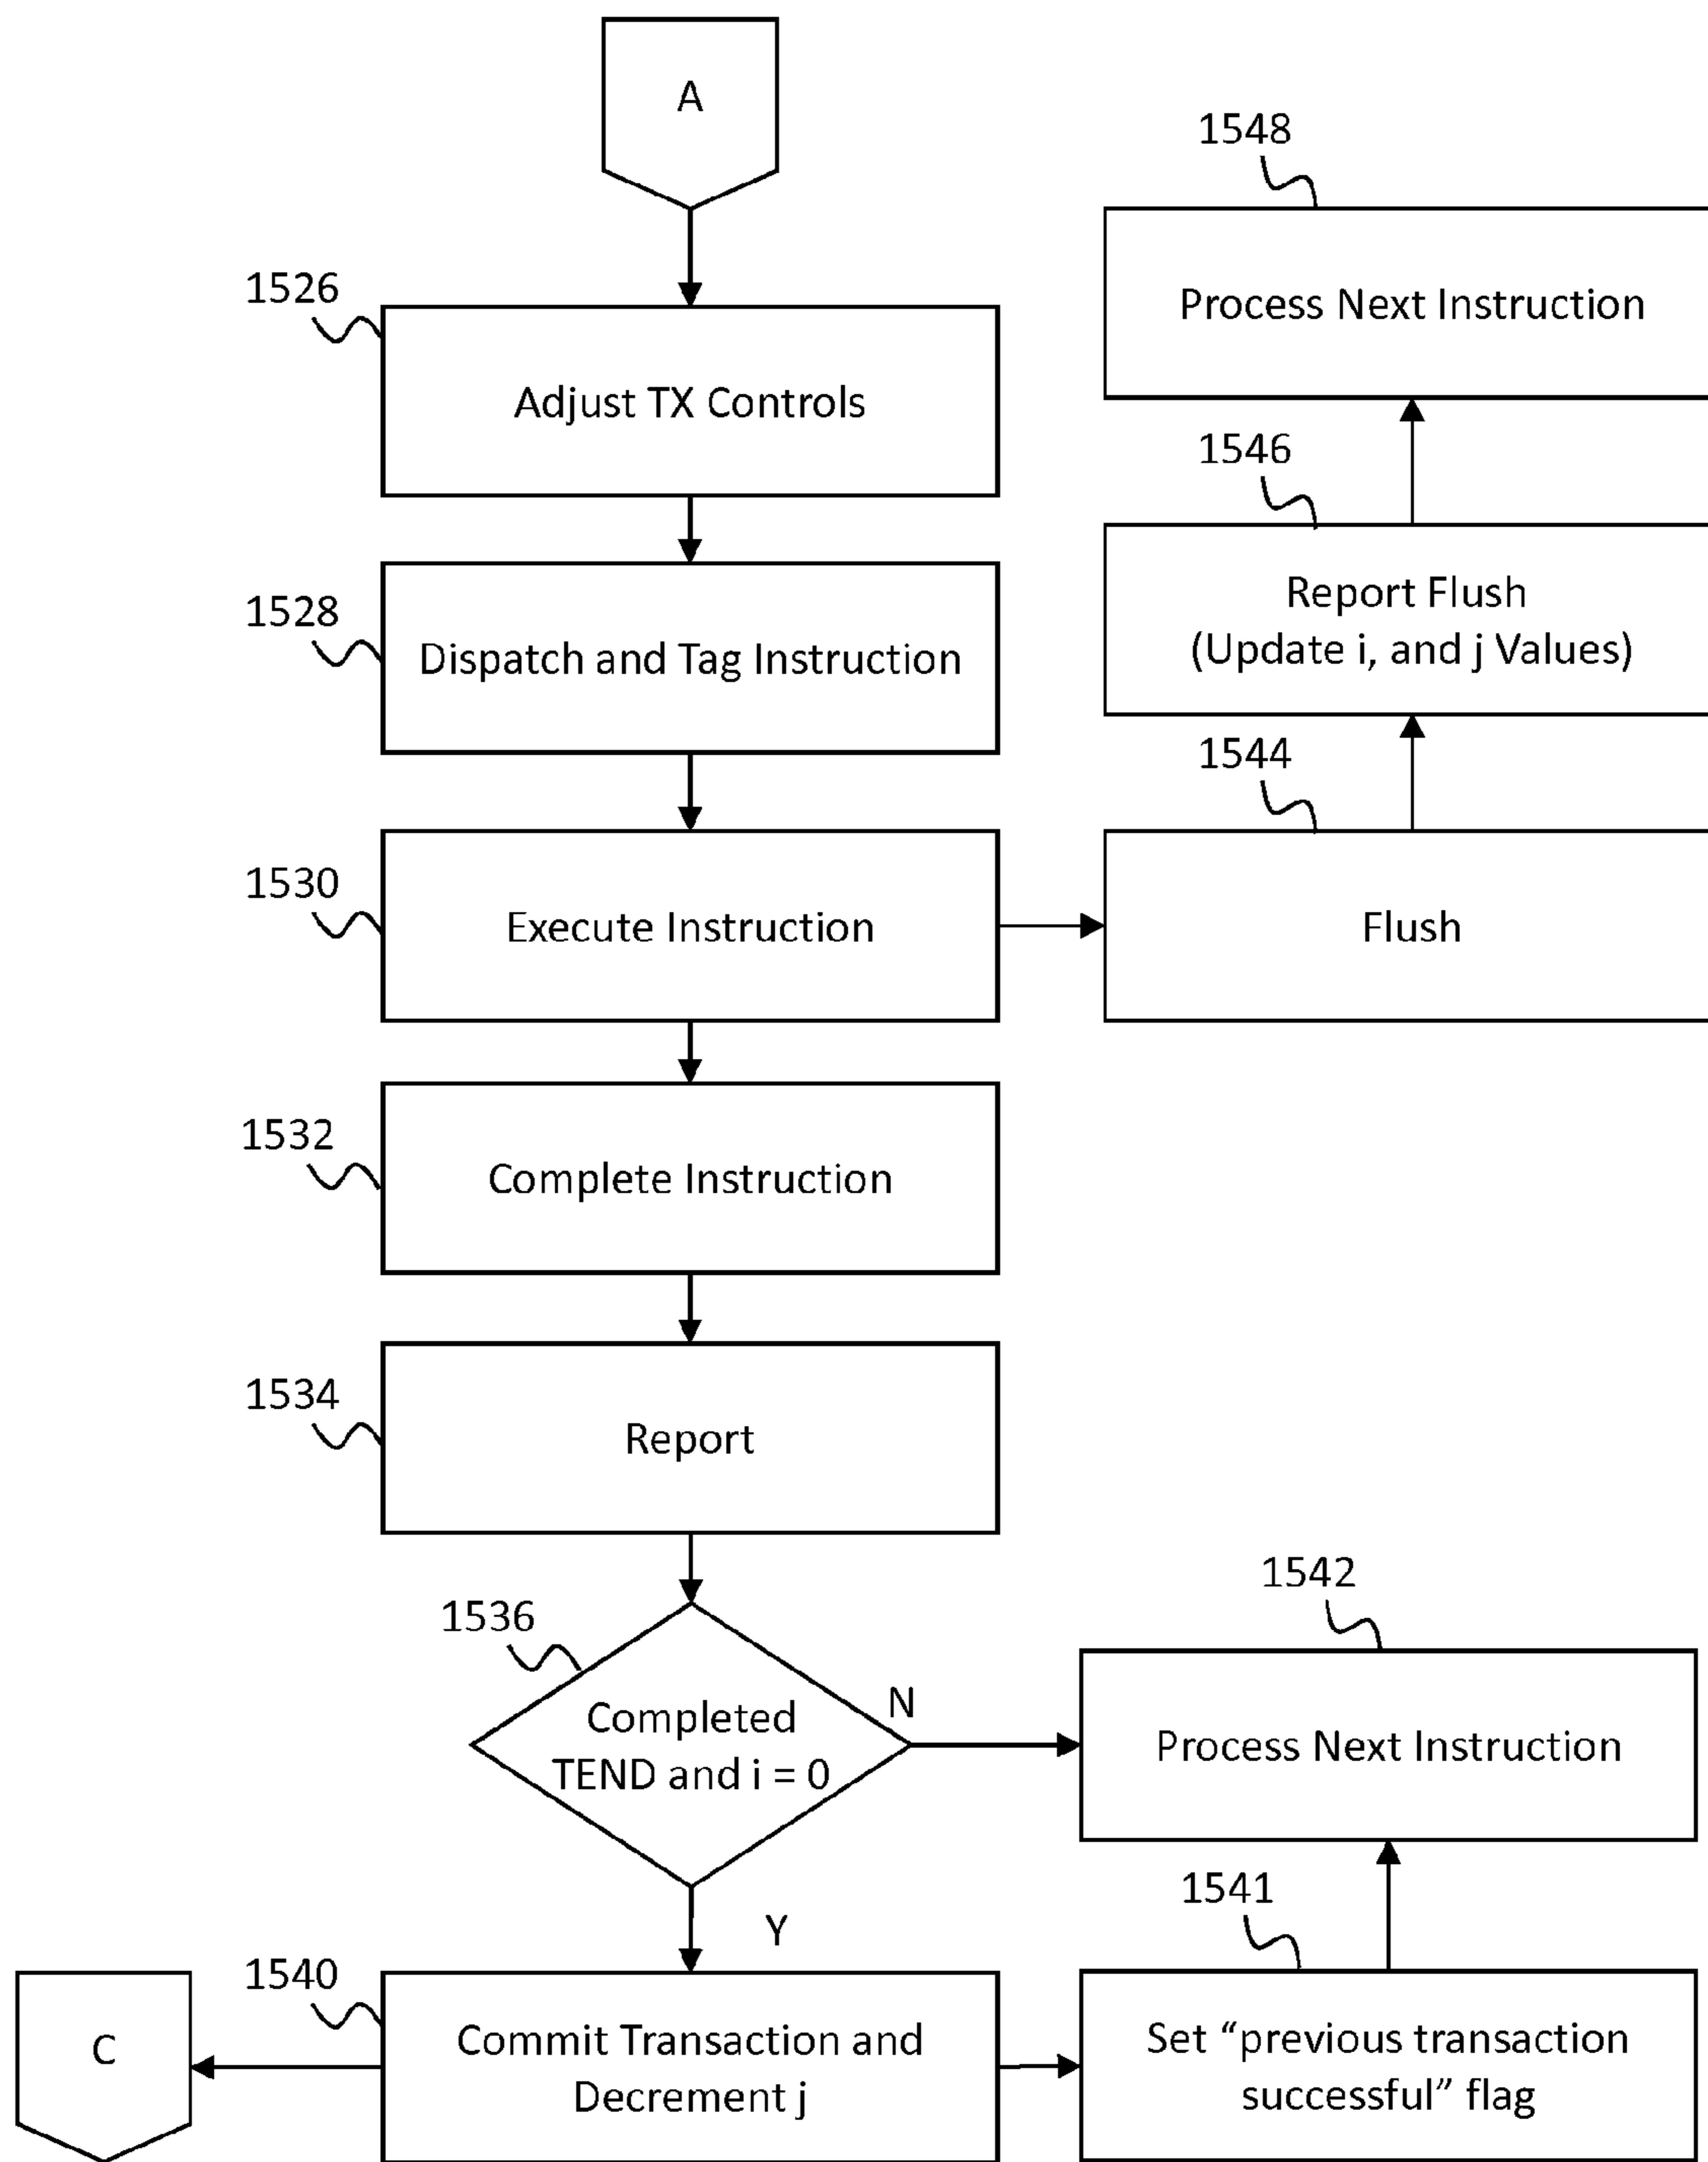 A
1548
Process Next Instruction
1526
Adjust TX Controls
1546
Report Flush
(Update i, and j Values)
1528
Dispatch and Tag Instruction
1544
1530
Execute Instruction
Flush
1532
Complete Instruction
1534
Report
1542
1536
N
Completed
TEND and i = 0
Process Next Instruction
1541
Y
1540
C
Commit Transaction and
Decrement j
Set “previous transaction
successful” flag